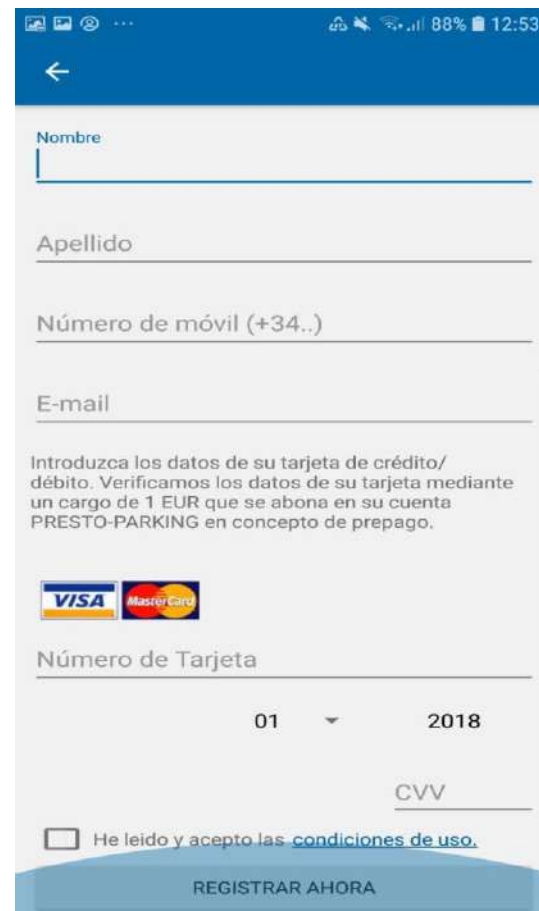 88% 12:53
Nombre
Apellido
Número de móvil (+34..)
E-mail
Introduzca los datos de su tarjeta de crédito/
débito. Verificamos los datos de su tarjeta mediante
un cargo de 1 EUR que se abona en su cuenta
PRESTO-PARKING en concepto de prepago.
VISA MasterCard
Número de Tarjeta
01 2018
CVV
He leido y acepto las condiciones de uso.
REGISTRAR AHORA